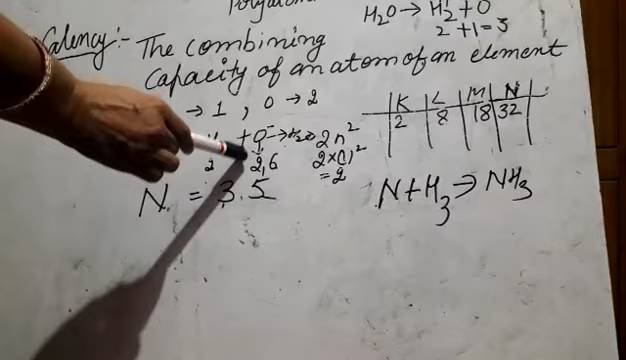 H₂O → H₂ + O
2 + 1 = 3
Valency :- The combining
capacity of an atom of an element
→ 1 , O → 2
K L M N
2 8 18 32
2n²
2,6 2×(1)²
= 2
N = 3.5 N + H₃ → NH₃